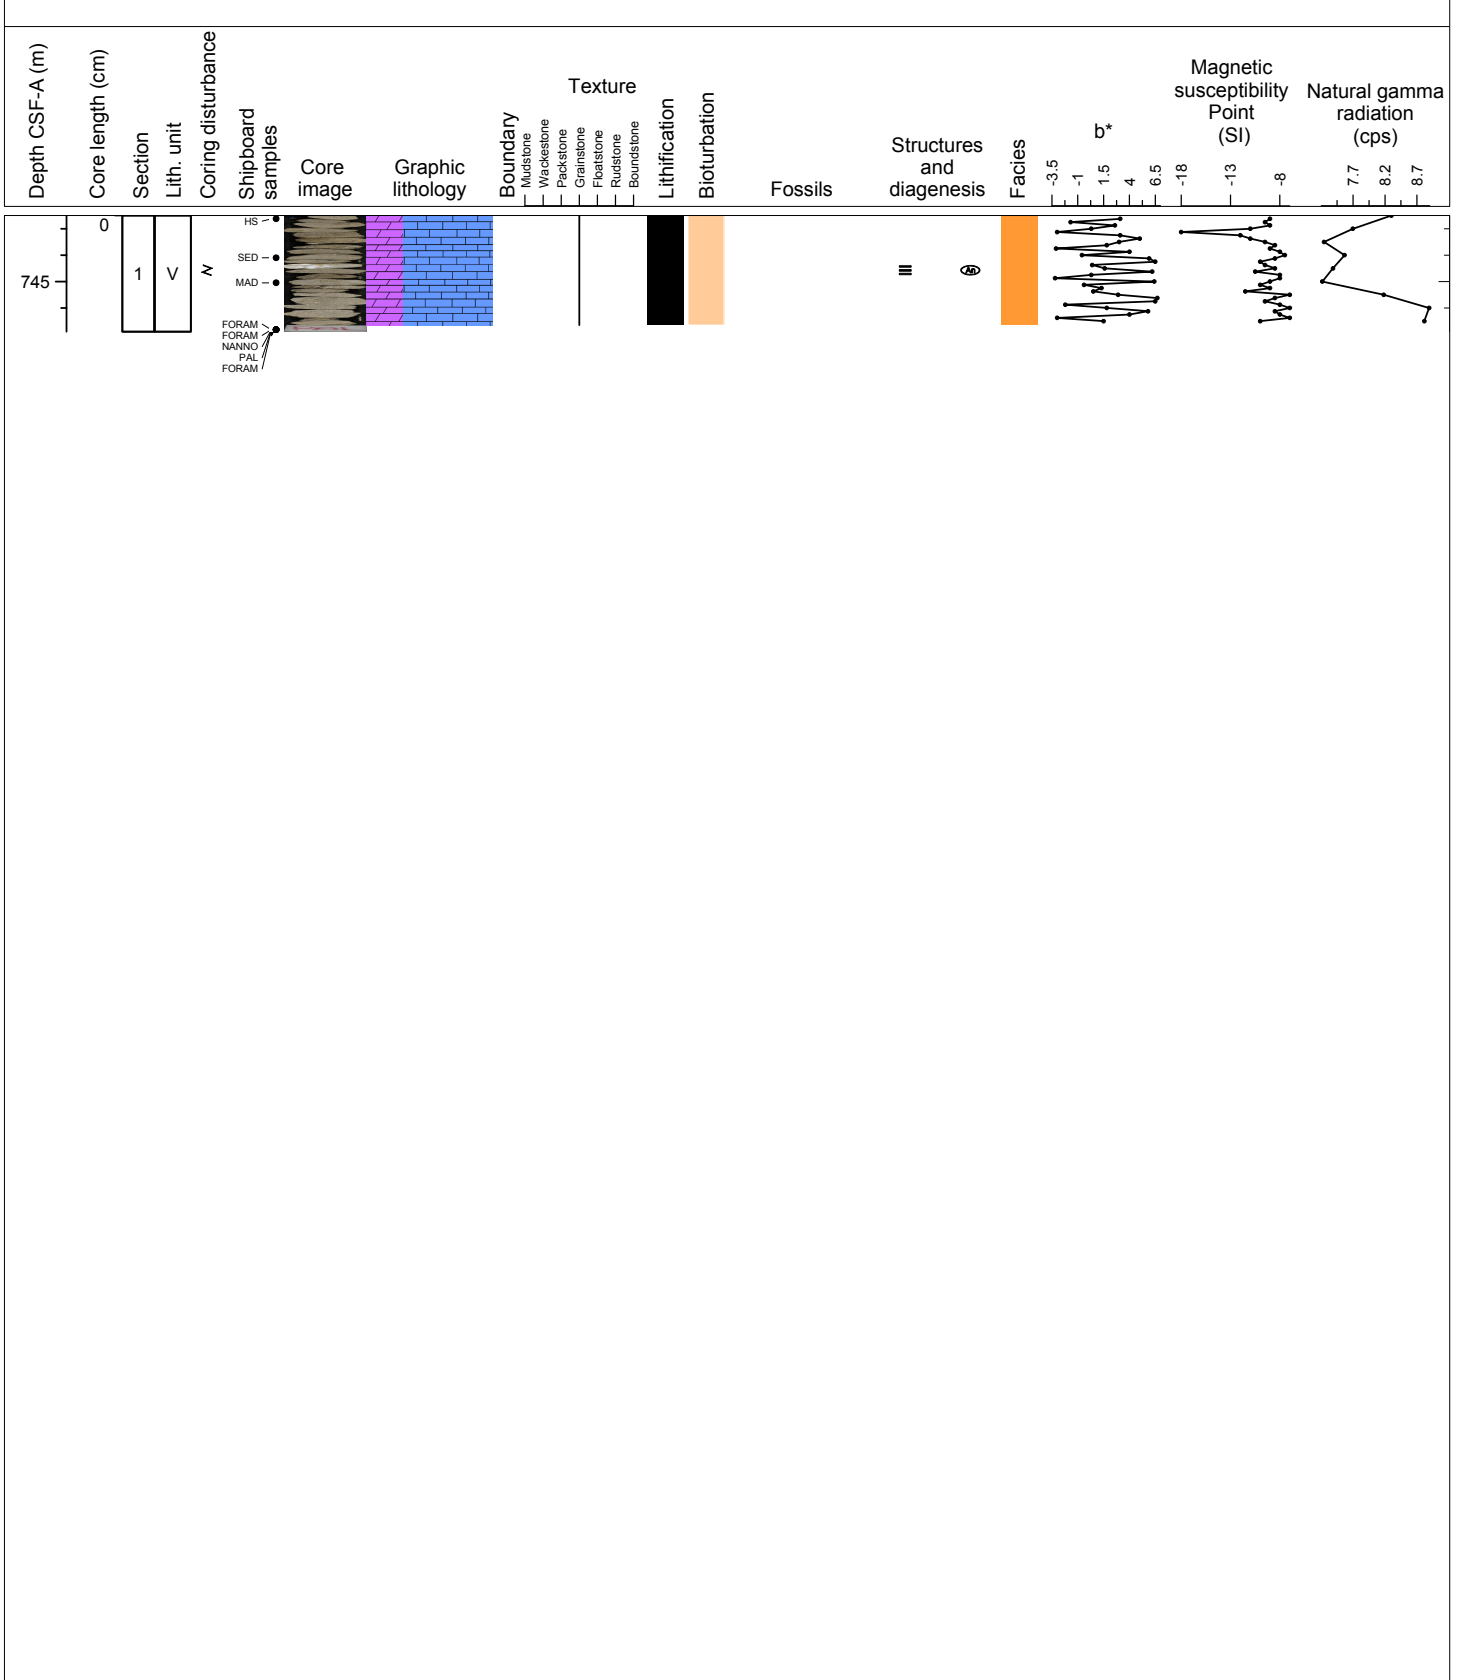 Depth CSF-A (m)
Core length (cm)
Section
Lith. unit
Coring disturbance
Shipboard
samples
Core
image
Graphic
lithology
Boundary
Texture
Mudstone
Wackestone
Packstone
Grainstone
Floatstone
Rudstone
Boundstone
Lithification
Bioturbation
Fossils
Structures
and
diagenesis
Facies
b*
-3.5
-1
1.5
4
6.5
Magnetic
susceptibility
Point
(SI)
-18
-13
-8
Natural gamma
radiation
(cps)
7.7
8.2
8.7
0
745
1
V
HS
SED
MAD
FORAM
FORAM
NANNO
PAL
FORAM
An